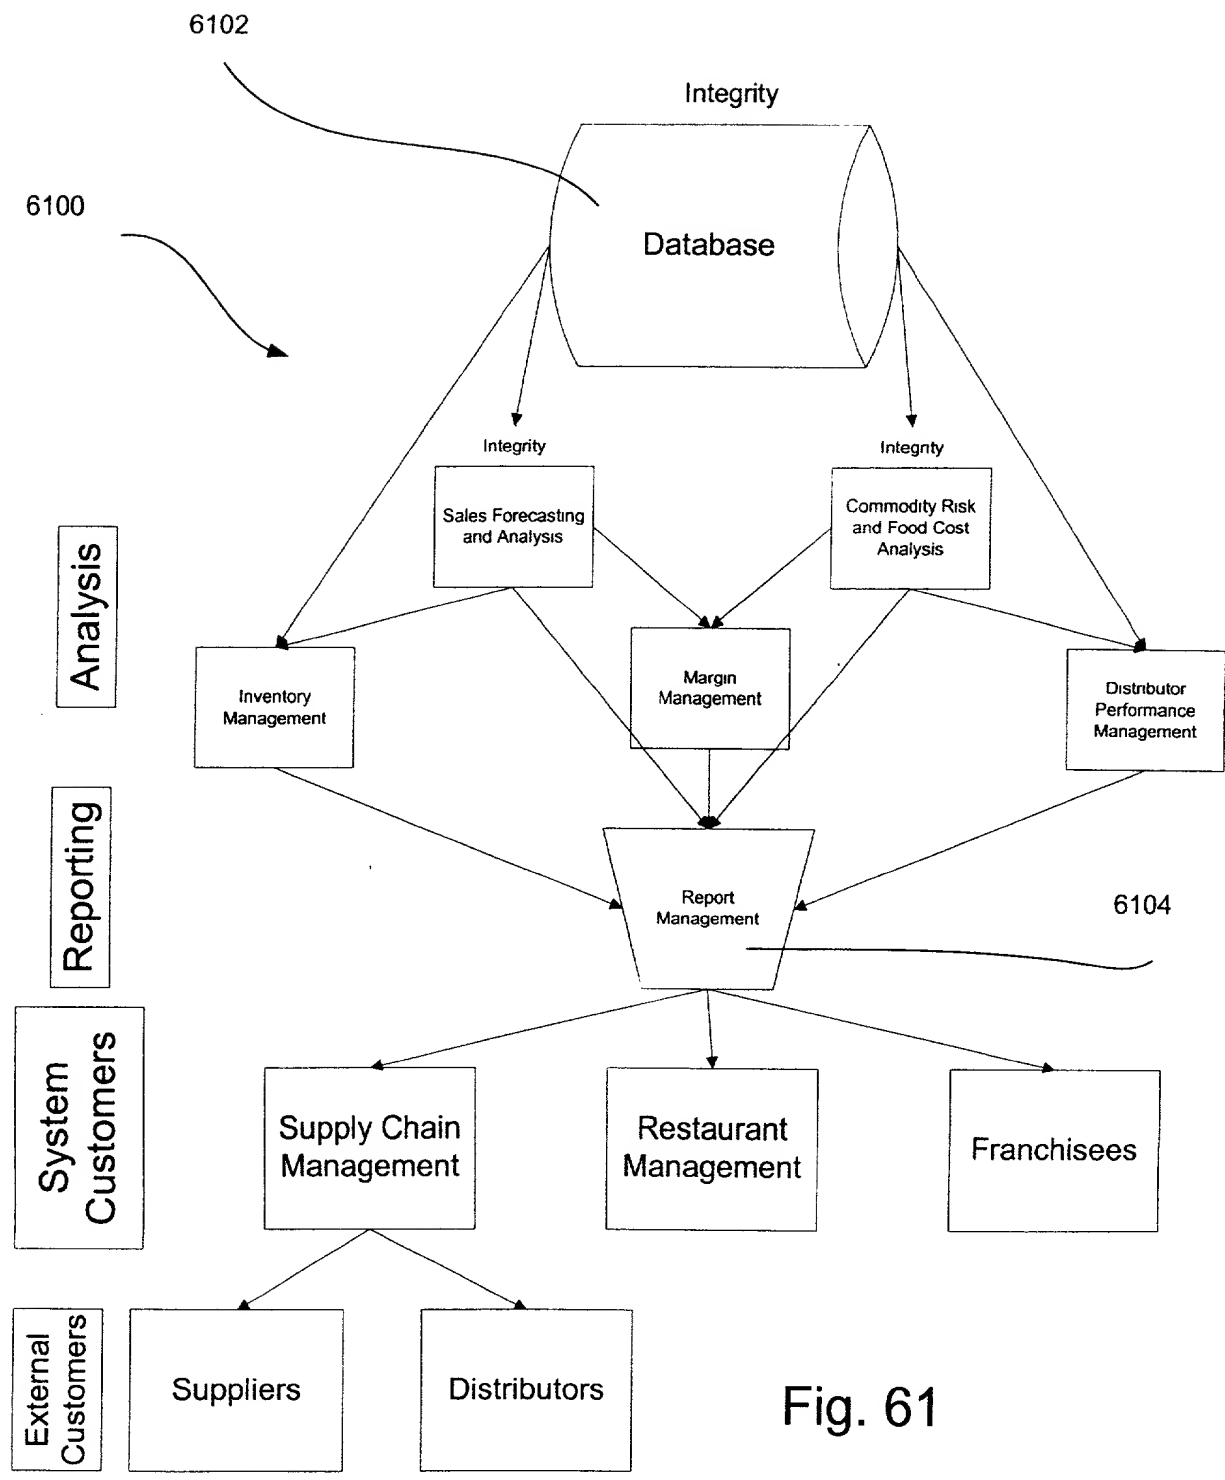 6102
Integrity
6100
Database
Integrity
Integrity
Sales Forecasting
and Analysis
Commodity Risk
and Food Cost
Analysis
Analysis
Inventory
Management
Margin
Management
Distributor
Performance
Management
Reporting
Report
Management
6104
System
Customers
Supply Chain
Management
Restaurant
Management
Franchisees
External
Customers
Suppliers
Distributors
Fig. 61